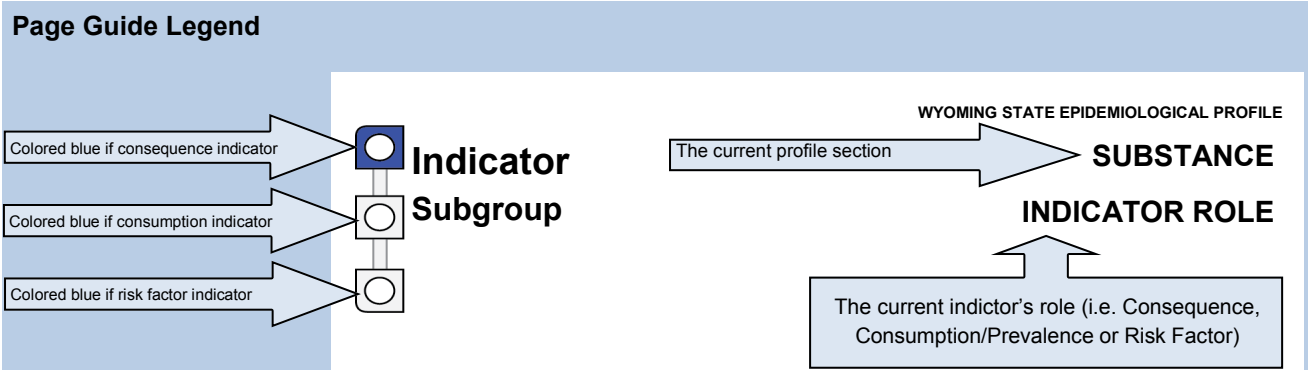 Page Guide Legend
WYOMING STATE EPIDEMIOLOGICAL PROFILE
Colored blue if consequence indicator
Indicator
The current profile section
SUBSTANCE
Colored blue if consumption indicator
Subgroup
INDICATOR ROLE
Colored blue if risk factor indicator
The current indictor's role (i.e. Consequence,
Consumption/Prevalence or Risk Factor)